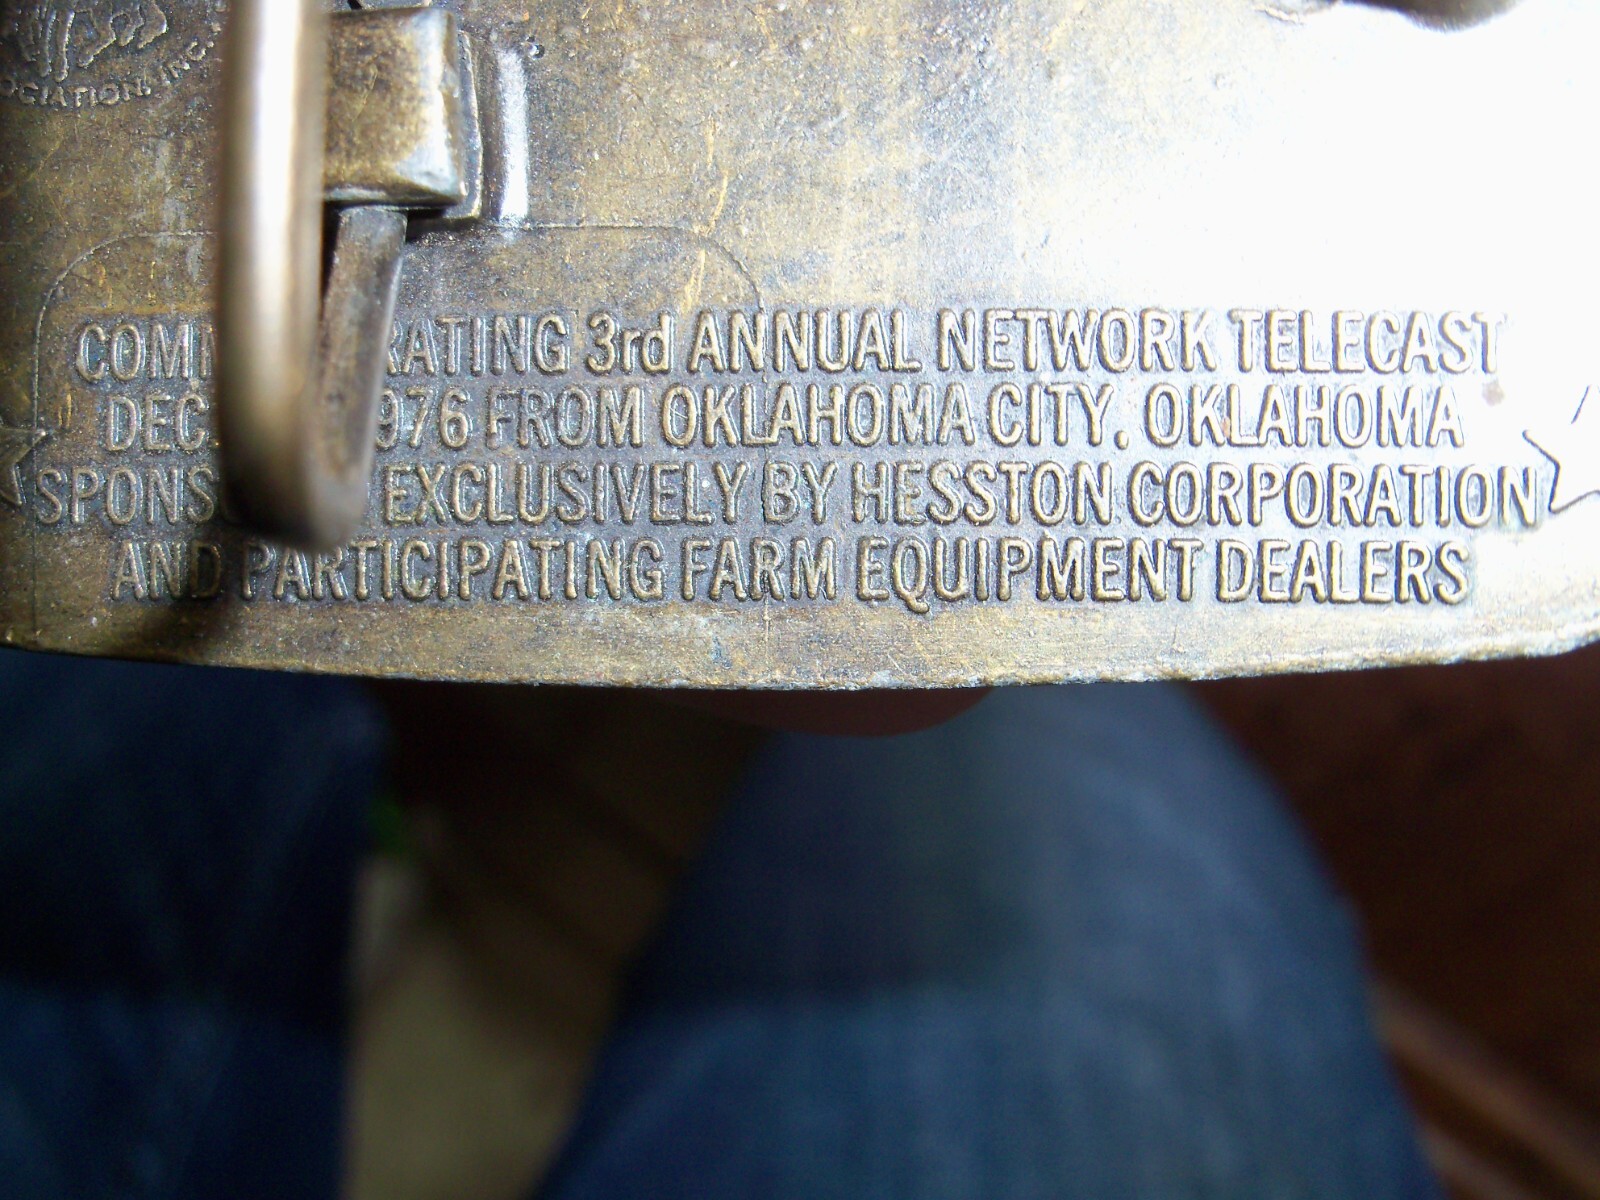 OCIATION, INC.
COMM RATING 3rd ANNUAL NETWORK TELECAST
DEC. 976 FROM OKLAHOMA CITY, OKLAHOMA
SPONS EXCLUSIVELY BY HESSTON CORPORATION
AND PARTICIPATING FARM EQUIPMENT DEALERS